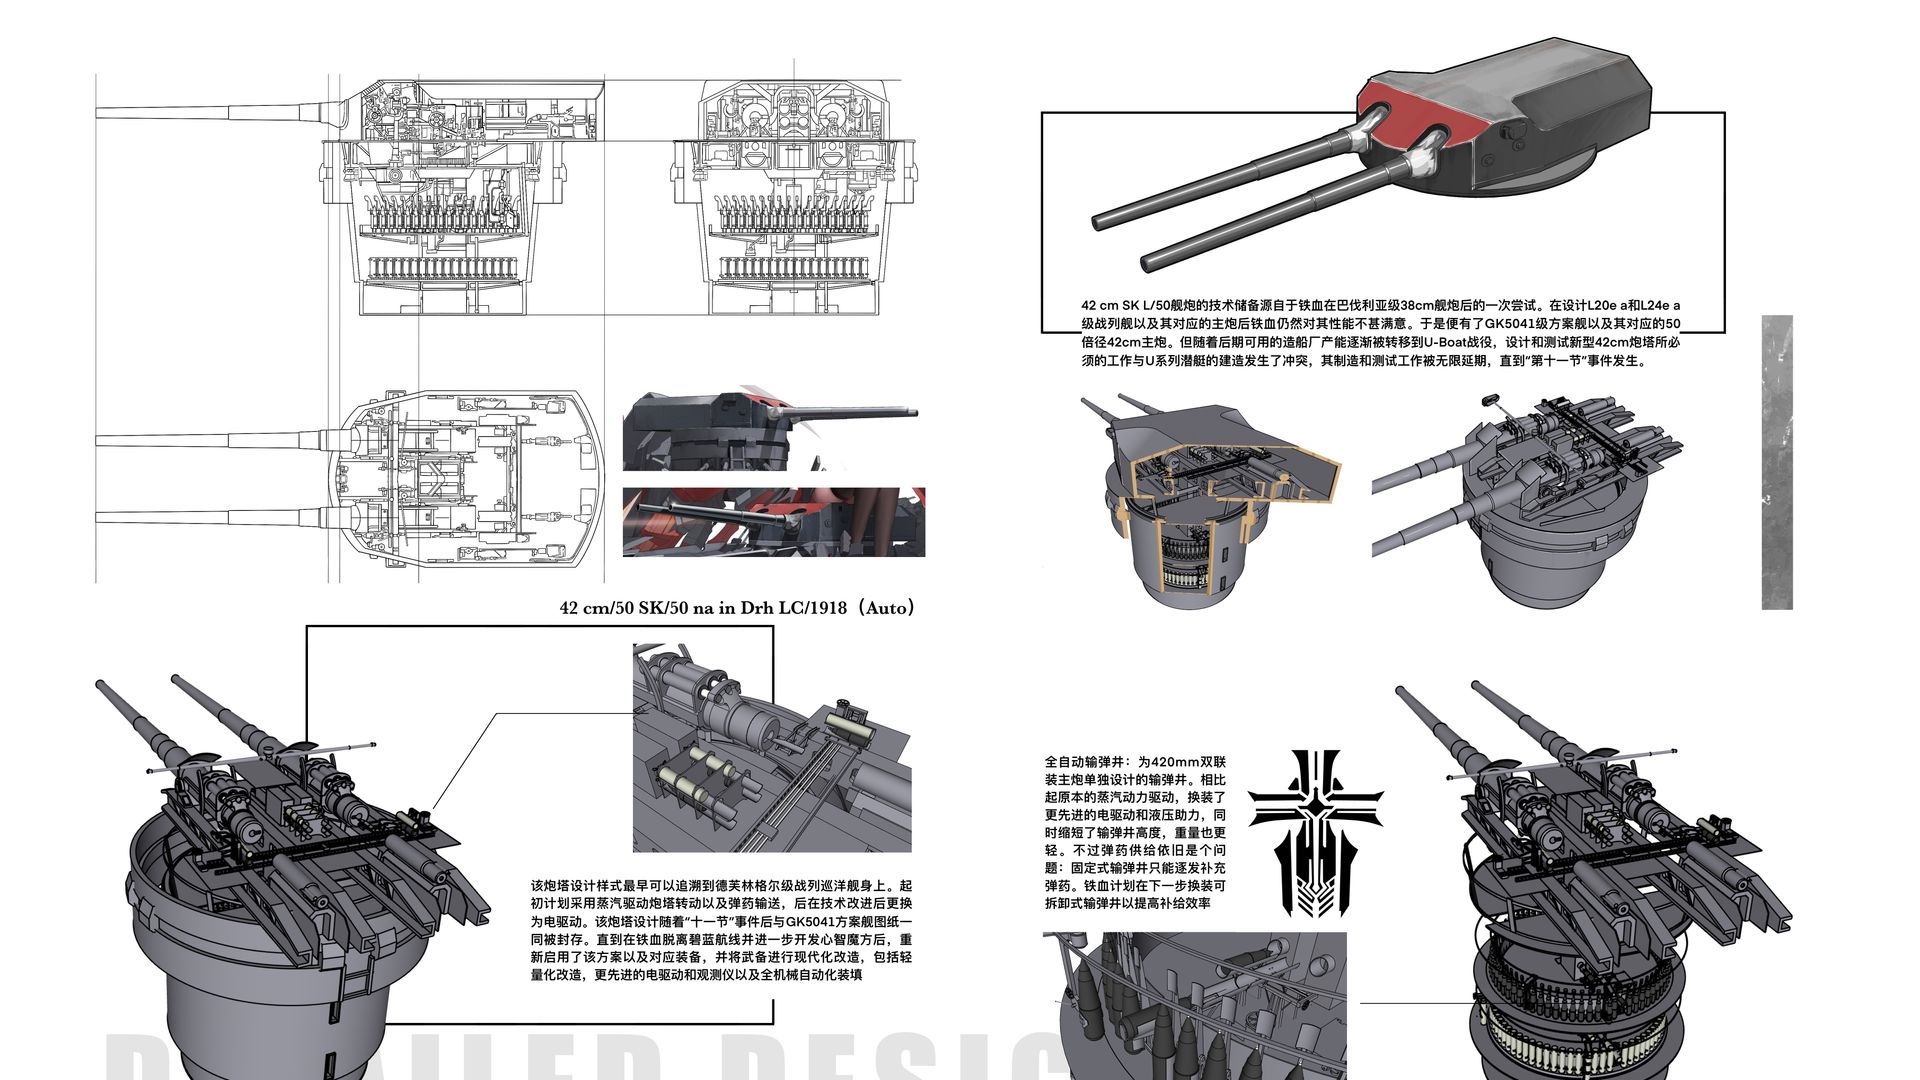 42 cm SK L/50舰炮的技术储备源自于铁血在巴伐利亚级38cm舰炮后的一次尝试。在设计L20e a和L24e a
级战列舰以及其对应的主炮后铁血仍然对其性能不甚满意。于是便有了GK5041级方案舰以及其对应的50
倍径42cm主炮。但随着后期可用的造船厂产能逐渐被转移到U-Boat战役，设计和测试新型42cm炮塔所必
须的工作与U系列潜艇的建造发生了冲突，其制造和测试工作被无限延期，直到“第十一节”事件发生。
42 cm/50 SK/50 na in Drh LC/1918（Auto）
该炮塔设计样式最早可以追溯到德芙林格尔级战列巡洋舰身上。起
初计划采用蒸汽驱动炮塔转动以及弹药输送，后在技术改进后更换
为电驱动。该炮塔设计随着“十一节”事件后与GK5041方案舰图纸一
同被封存。直到在铁血脱离碧蓝航线并进一步开发心智魔方后，重
新启用了该方案以及对应装备，并将武备进行现代化改造，包括轻
量化改造，更先进的电驱动和观测仪以及全机械自动化装填
全自动输弹井：为420mm双联
装主炮单独设计的输弹井。相比
起原本的蒸汽动力驱动，换装了
更先进的电驱动和液压助力，同
时缩短了输弹井高度，重量也更
轻。不过弹药供给依旧是个问
题：固定式输弹井只能逐发补充
弹药。铁血计划在下一步换装可
拆卸式输弹井以提高补给效率